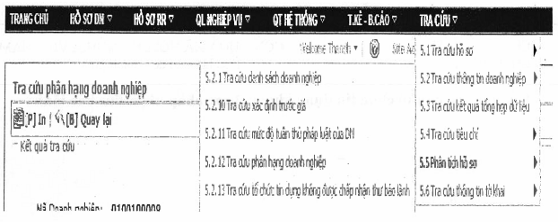 TRANG CHỦ HỒ SƠ DN ▽ HỒ SƠ RR ▽ QL NGHIỆP VỤ ▽ QT HỆ THỐNG ▽ T.KÊ - B.CÁO ▽ TRA CỨU ▽
Welcome Thanhfs
Site
5.1 Tra cứu hồ sơ
5.2 Tra cứu thông tin doanh nghiệp
5.3 Tra cứu kết quả tổng hợp dữ liệu
5.4 Tra cứu tiêu chí
5.5 Phân tích hồ sơ
5.6 Tra cứu thông tin tờ khai
5.2.1 Tra cứu danh sách doanh nghiệp
5.2.10 Tra cứu xác định trước giá
5.2.11 Tra cứu mức độ tuân thủ pháp luật của DN
5.2.12 Tra cứu phân hạng doanh nghiệp
5.2.13 Tra cứu tổ chức tín dụng không được chấp nhận thư bảo lãnh
Tra cứu phân hạng doanh nghiệp
[P] In [B] Quay lại
Kết quả tra cứu
Mã Doanh nghiệp: 0100100009